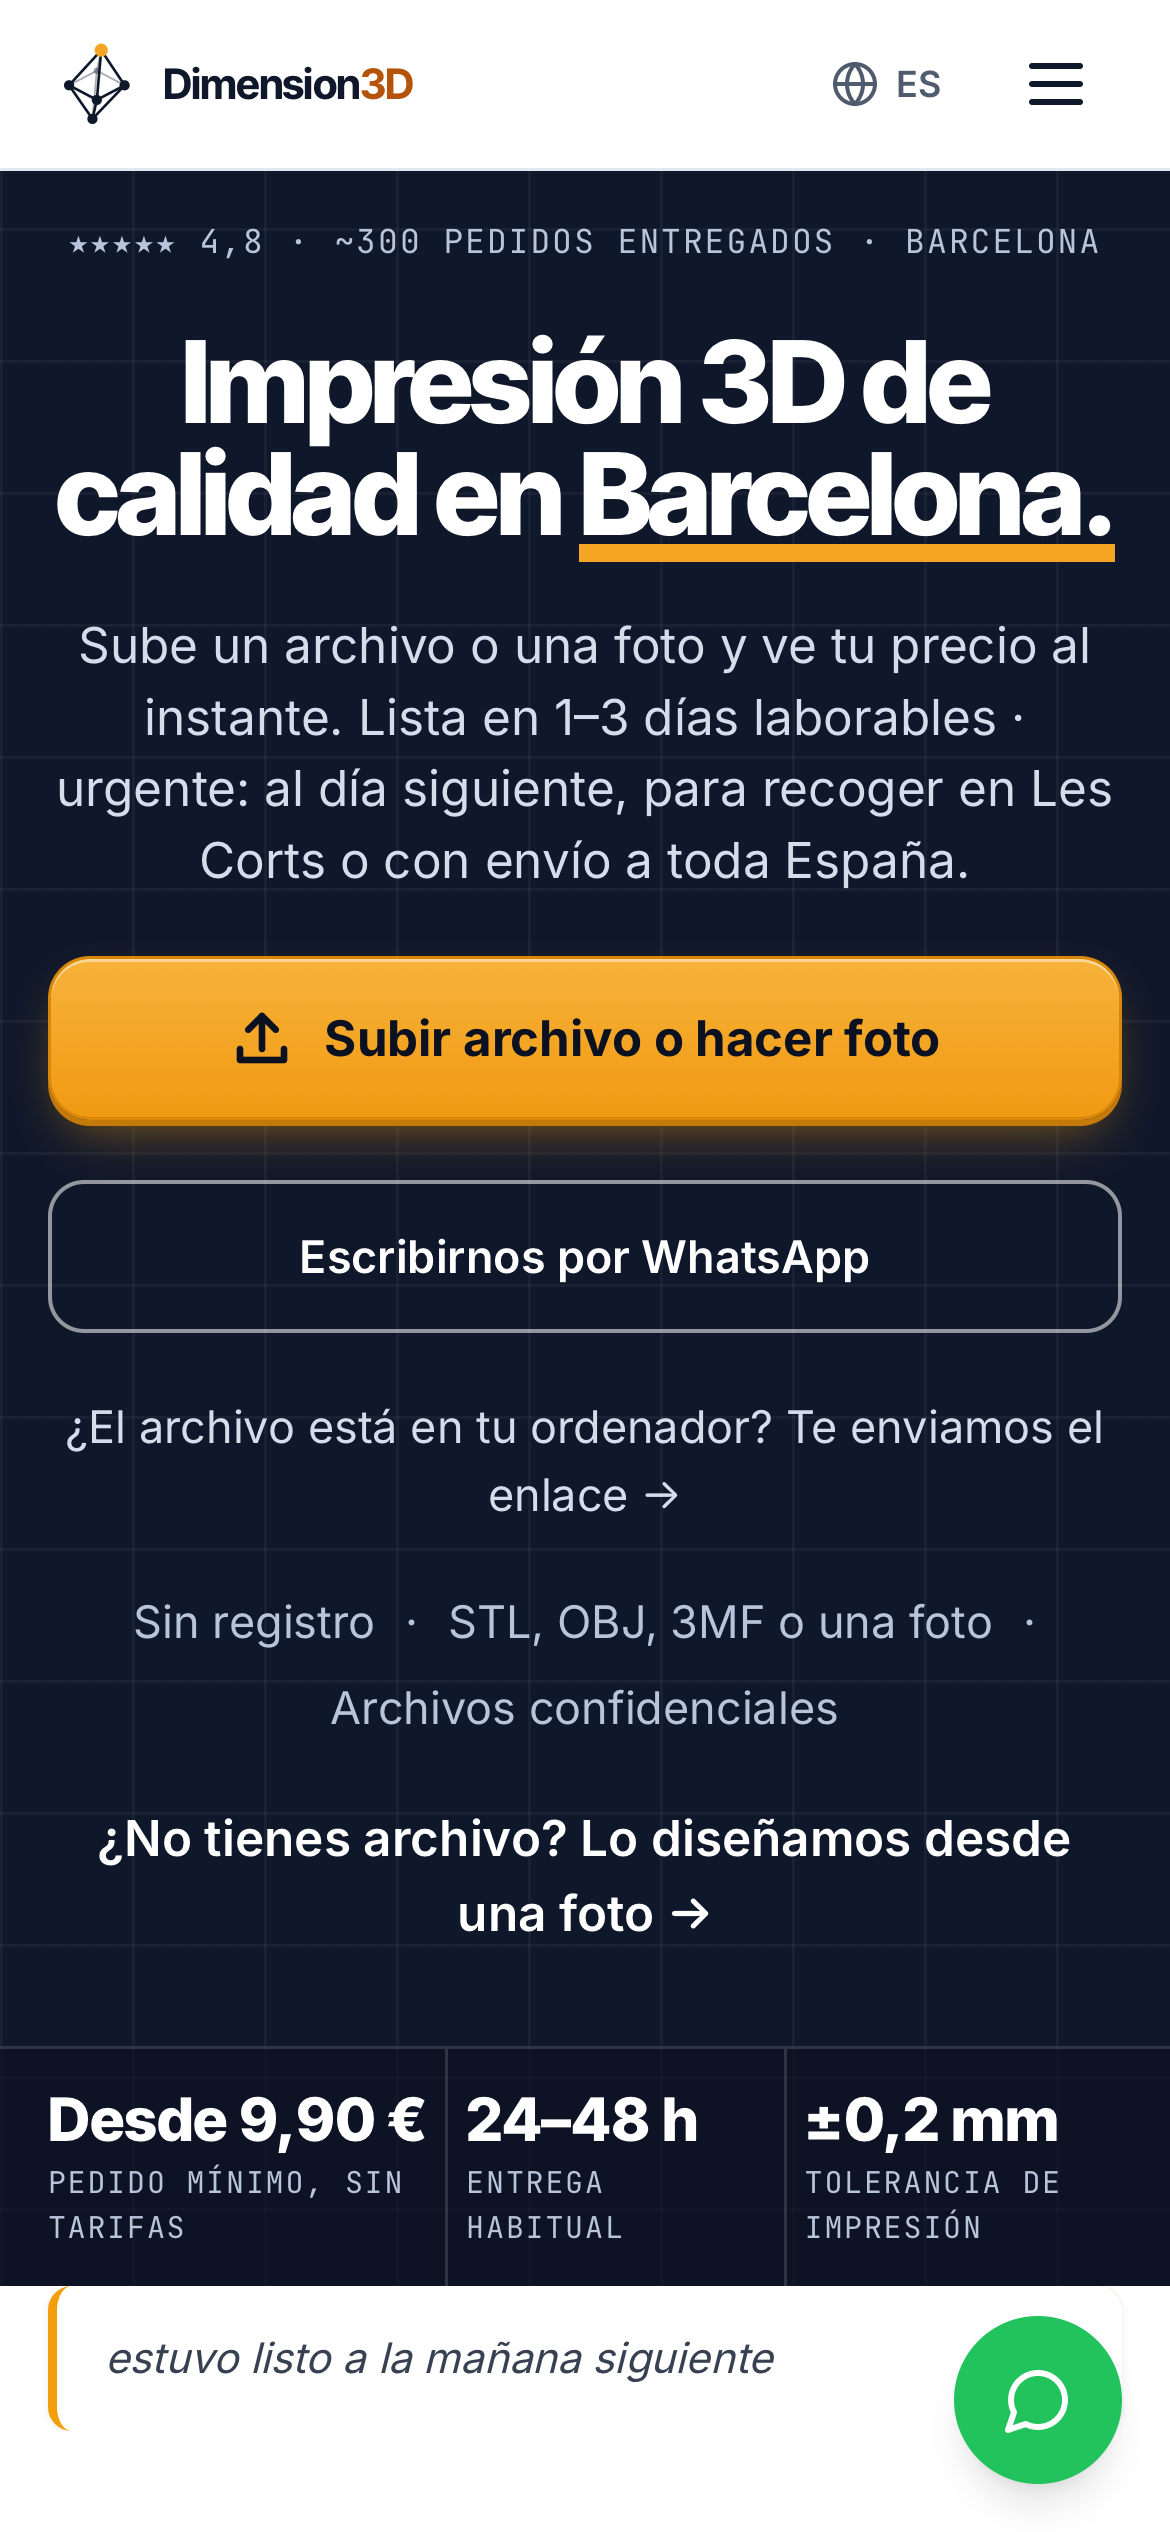 Dimension3D
ES
★★★★★ 4,8 · ~300 PEDIDOS ENTREGADOS · BARCELONA
Impresión 3D de
calidad en Barcelona.
Sube un archivo o una foto y ve tu precio al
instante. Lista en 1–3 días laborables ·
urgente: al día siguiente, para recoger en Les
Corts o con envío a toda España.
Subir archivo o hacer foto
Escribirnos por WhatsApp
¿El archivo está en tu ordenador? Te enviamos el
enlace →
Sin registro · STL, OBJ, 3MF o una foto ·
Archivos confidenciales
¿No tienes archivo? Lo diseñamos desde
una foto →
Desde 9,90 €
PEDIDO MÍNIMO, SIN
TARIFAS
24–48 h
ENTREGA
HABITUAL
±0,2 mm
TOLERANCIA DE
IMPRESIÓN
estuvo listo a la mañana siguiente